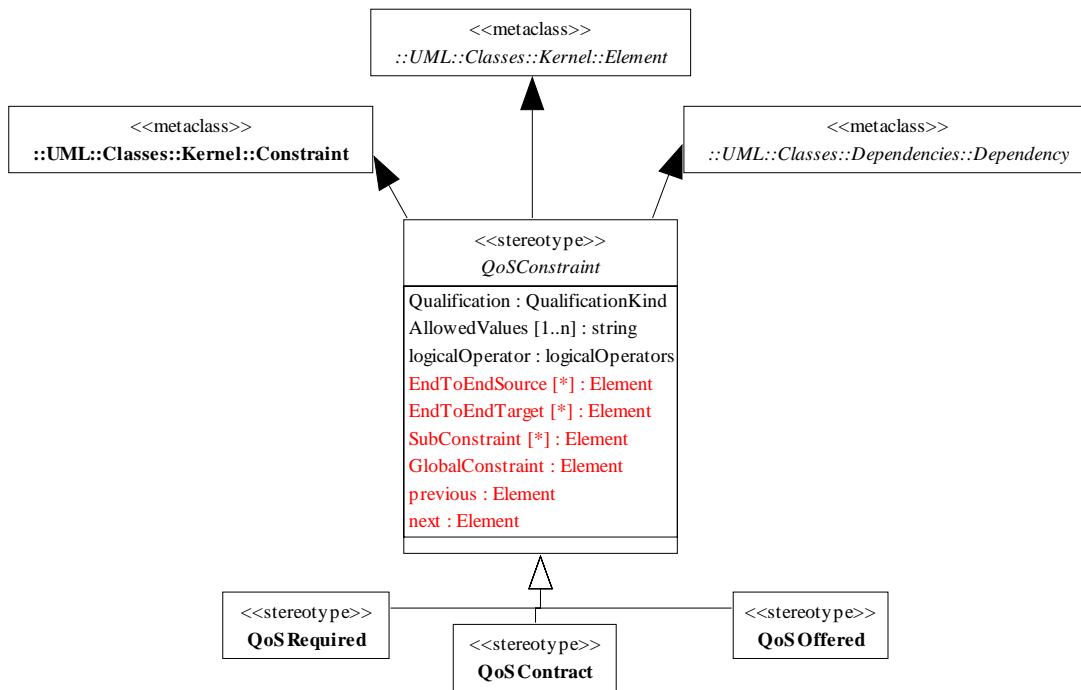 <<metaclass>>
::UML::Classes::Kernel::Element
<<metaclass>>
::UML::Classes::Kernel::Constraint
<<metaclass>>
::UML::Classes::Dependencies::Dependency
<<stereotype>>
QoSConstraint
Qualification : QualificationKind
AllowedValues [1..n] : string
logicalOperator : logicalOperators
EndToEndSource [*] : Element
EndToEndTarget [*] : Element
SubConstraint [*] : Element
GlobalConstraint : Element
previous : Element
next : Element
<<stereotype>>
QoSRequired
<<stereotype>>
QoSContract
<<stereotype>>
QoSOffered